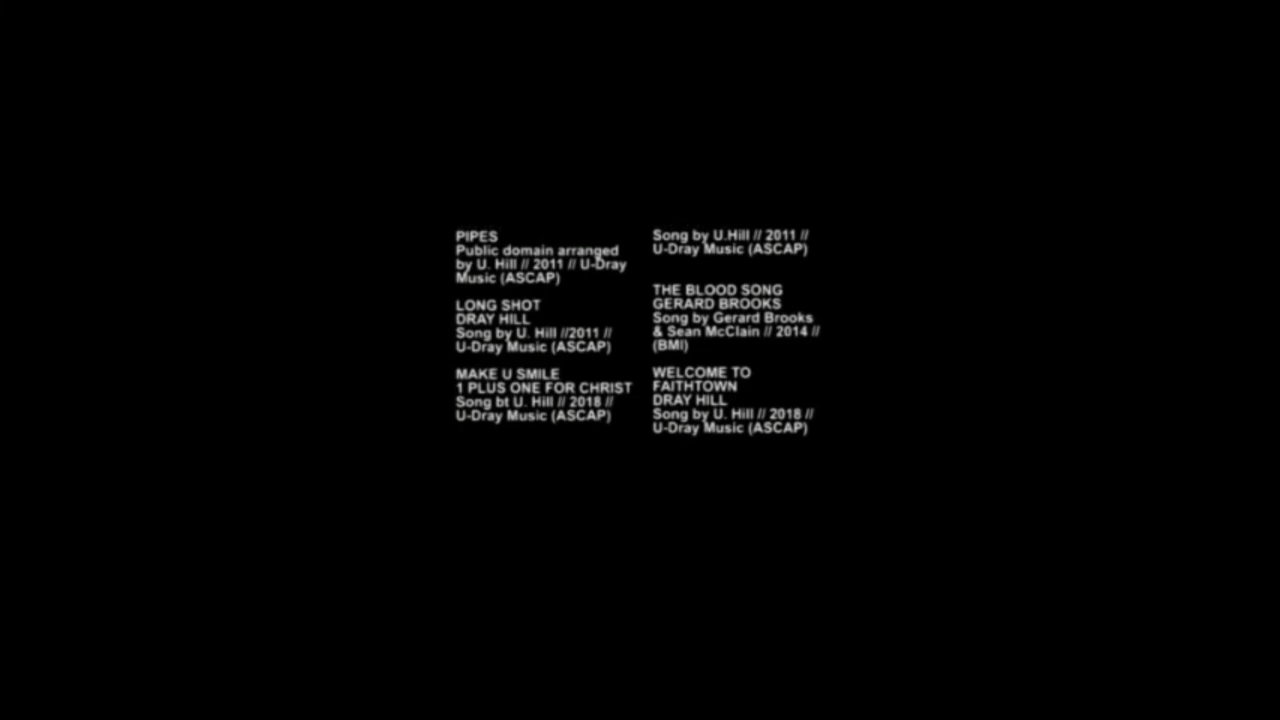 PIPES
Public domain arranged
by U. Hill // 2011 // U-Dray
Music (ASCAP)
LONG SHOT
DRAY HILL
Song by U. Hill //2011 //
U-Dray Music (ASCAP)
MAKE U SMILE
1 PLUS ONE FOR CHRIST
Song bt U. Hill // 2018 //
U-Dray Music (ASCAP)
Song by U.Hill // 2011 //
U-Dray Music (ASCAP)
THE BLOOD SONG
GERARD BROOKS
Song by Gerard Brooks
& Sean McClain // 2014 //
(BMI)
WELCOME TO
FAITHTOWN
DRAY HILL
Song by U. Hill // 2018 //
U-Dray Music (ASCAP)